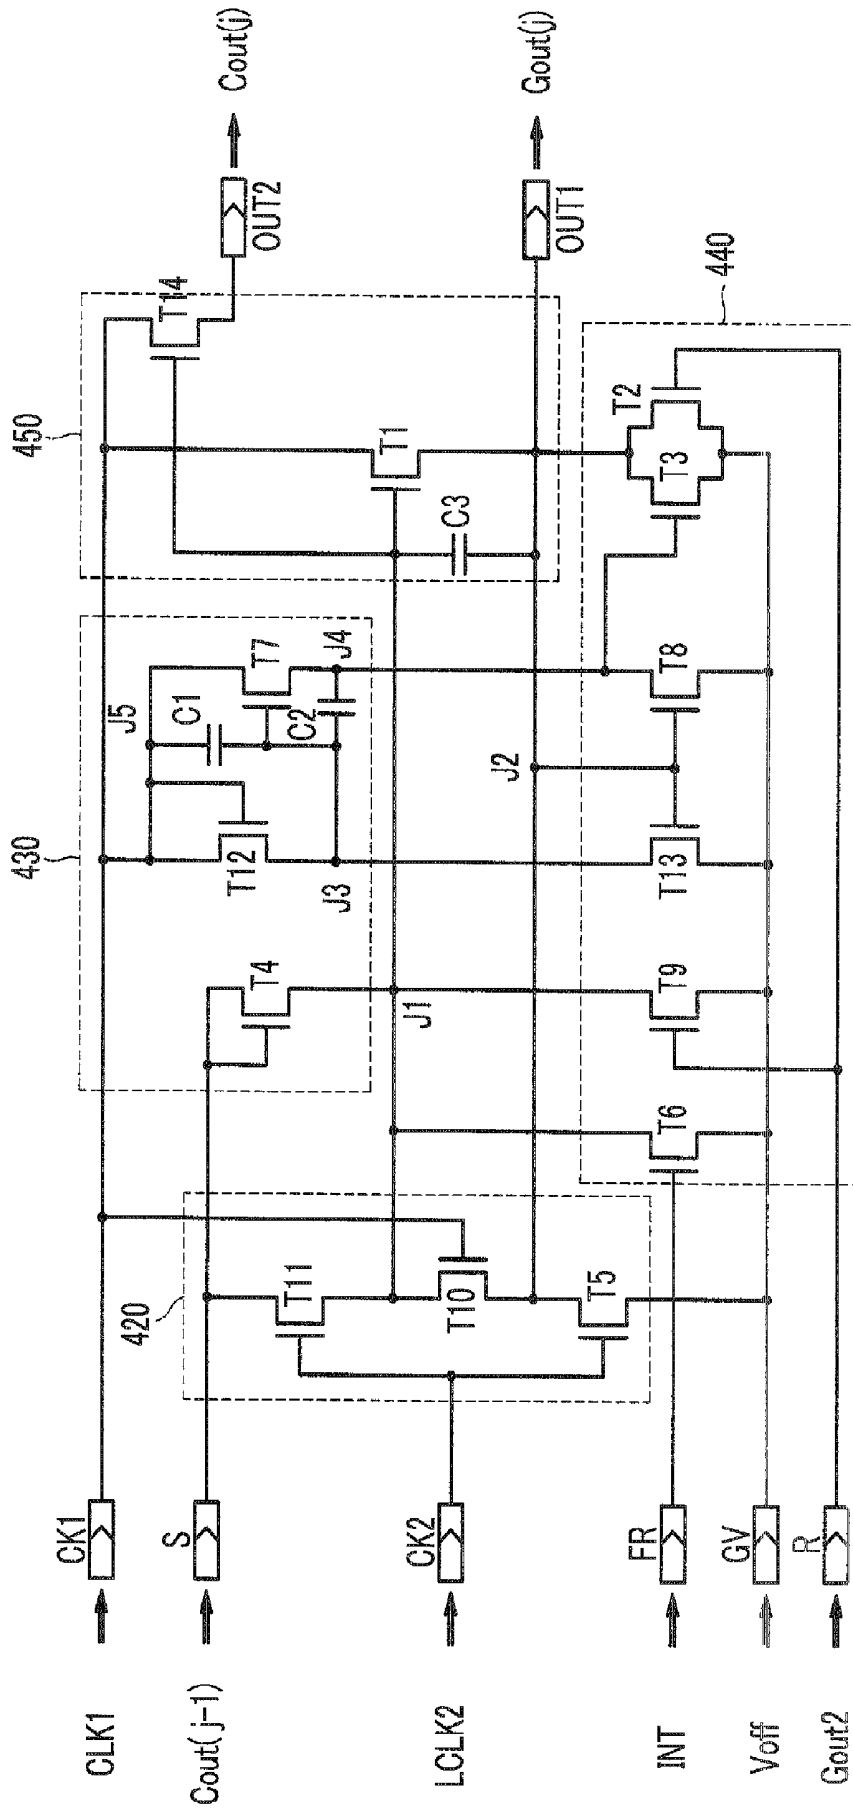 CLK1
Cout(j-1)
LCLK2
INT
Voff
Gout2
CK1
S
CK2
FR
GV
R
420
T11
T10
T5
430
T4
J1
T12
J3
J5
C1
T7
C2
J4
J2
T6
T9
T13
T8
T3
T2
440
450
T14
T1
C3
OUT2
OUT1
Cout(j)
Gout(j)